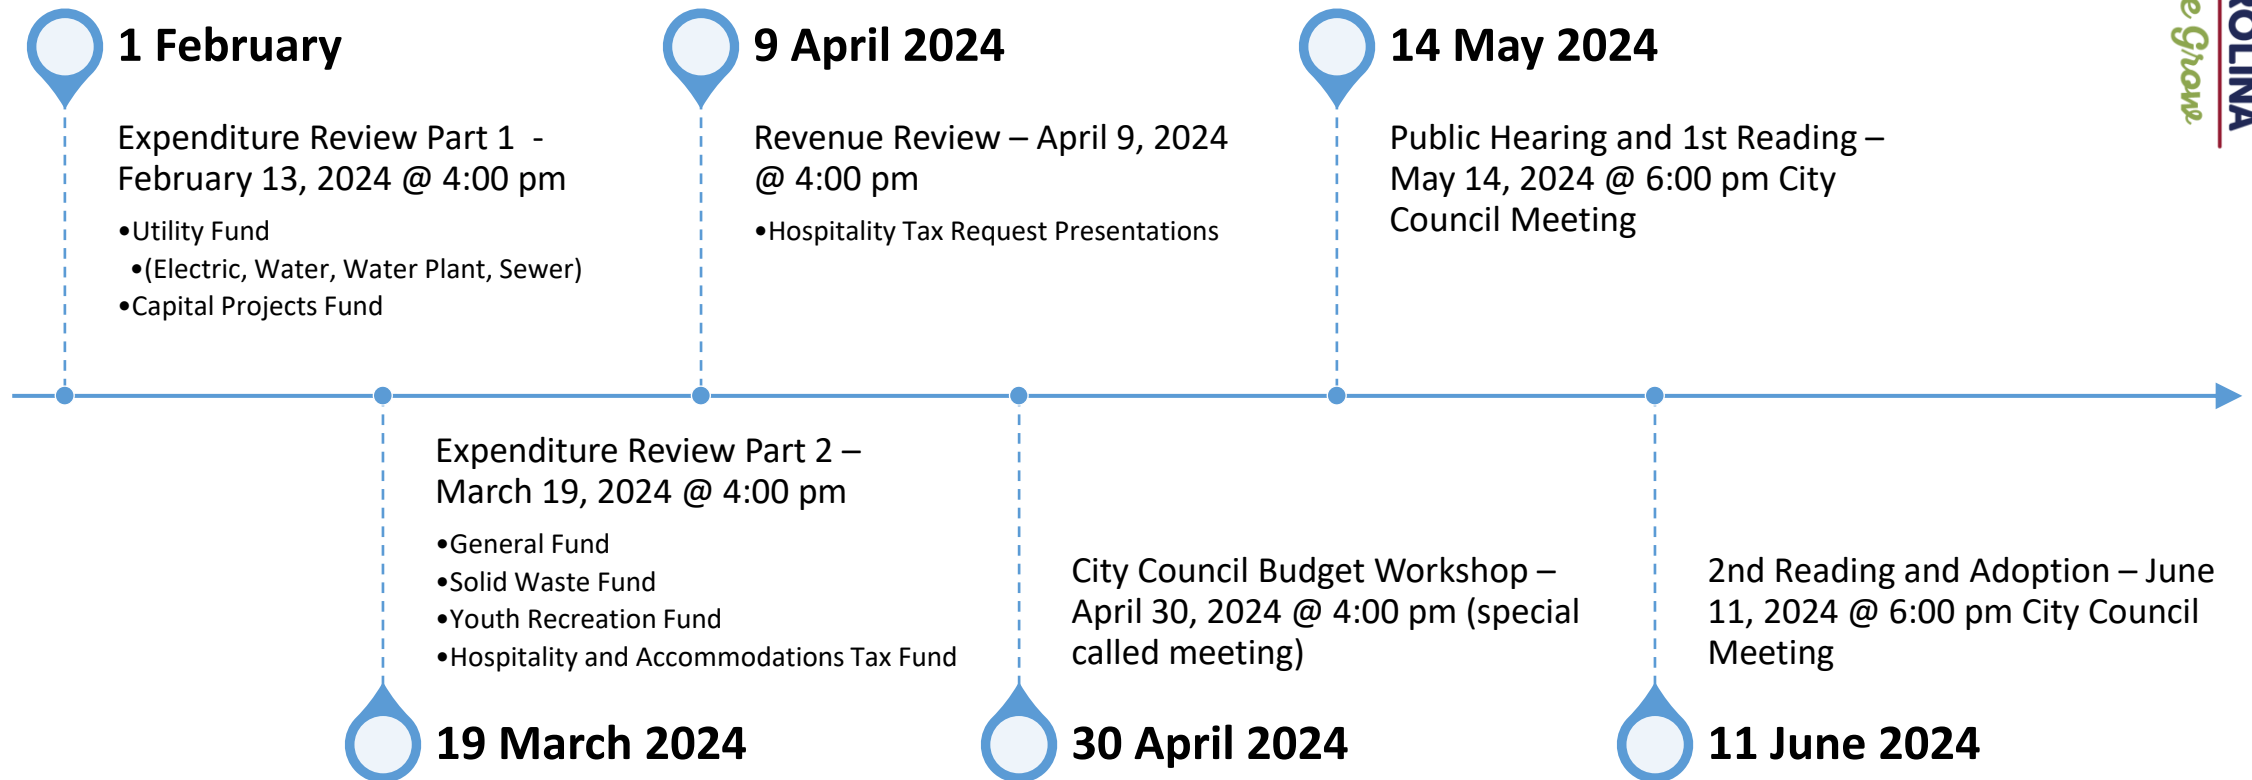 1 February
Expenditure Review Part 1  -
February 13, 2024 @ 4:00 pm
•Utility Fund
•(Electric, Water, Water Plant, Sewer)
•Capital Projects Fund
Expenditure Review Part 2 –
March 19, 2024 @ 4:00 pm
•General Fund
•Solid Waste Fund
•Youth Recreation Fund
•Hospitality and Accommodations Tax Fund
19 March 2024
9 April 2024
Revenue Review – April 9, 2024
@ 4:00 pm
•Hospitality Tax Request Presentations
City Council Budget Workshop –
April 30, 2024 @ 4:00 pm (special
called meeting)
30 April 2024
14 May 2024
Public Hearing and 1st Reading –
May 14, 2024 @ 6:00 pm City
Council Meeting
2nd Reading and Adoption – June
11, 2024 @ 6:00 pm City Council
Meeting
11 June 2024
ROLINA
e Grow